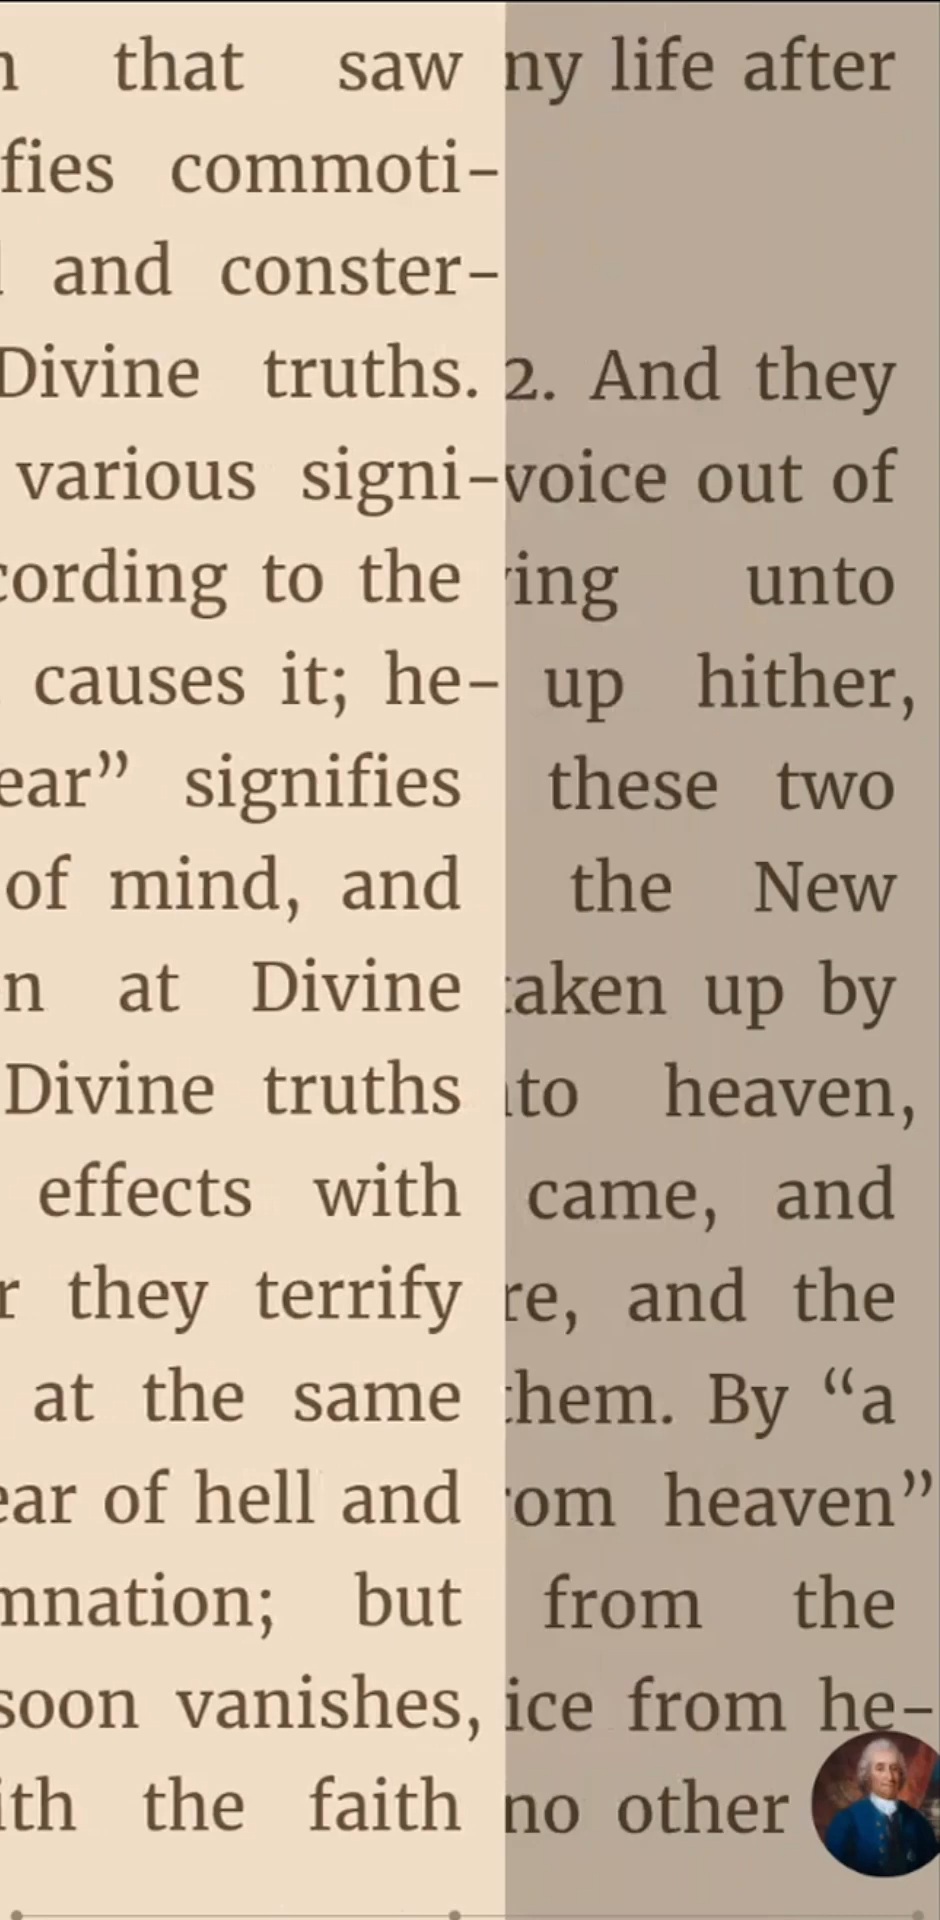 that saw
fies commoti-
and conster-
Divine truths.
various signi-
cording to the
causes it; he-
ear” signifies
of mind, and
n at Divine
Divine truths
effects with
r they terrify
at the same
ear of hell and
mnation; but
soon vanishes,
ith the faith
ny life after
2. And they
voice out of
ing unto
up hither,
these two
the New
taken up by
to heaven,
came, and
re, and the
them. By “a
om heaven”
from the
ice from he-
no other